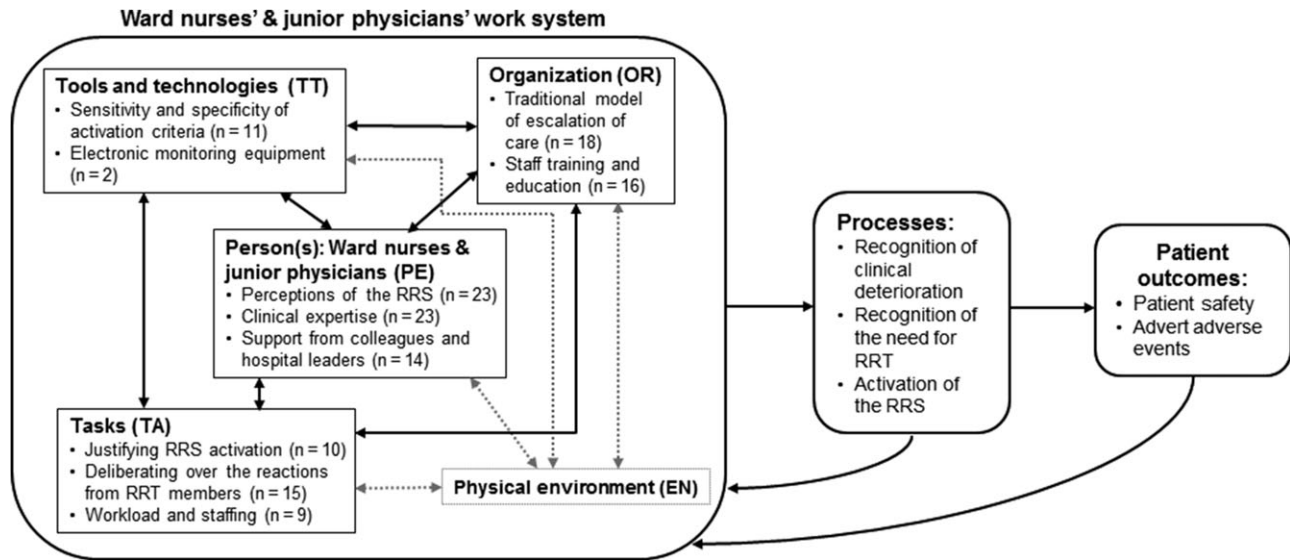 Ward nurses' & junior physicians' work system
Tools and technologies (TT)
• Sensitivity and specificity of
activation criteria (n = 11)
• Electronic monitoring equipment
(n = 2)
Organization (OR)
• Traditional model
of escalation of
care (n = 18)
• Staff training and
education (n = 16)
Person(s): Ward nurses &
junior physicians (PE)
• Perceptions of the RRS (n = 23)
• Clinical expertise (n = 23)
• Support from colleagues and
hospital leaders (n = 14)
Tasks (TA)
• Justifying RRS activation (n = 10)
• Deliberating over the reactions
from RRT members (n = 15)
• Workload and staffing (n = 9)
Physical environment (EN)
Processes:
• Recognition of
clinical
deterioration
• Recognition of
the need for
RRT
• Activation of
the RRS
Patient
outcomes:
• Patient safety
• Advert adverse
events